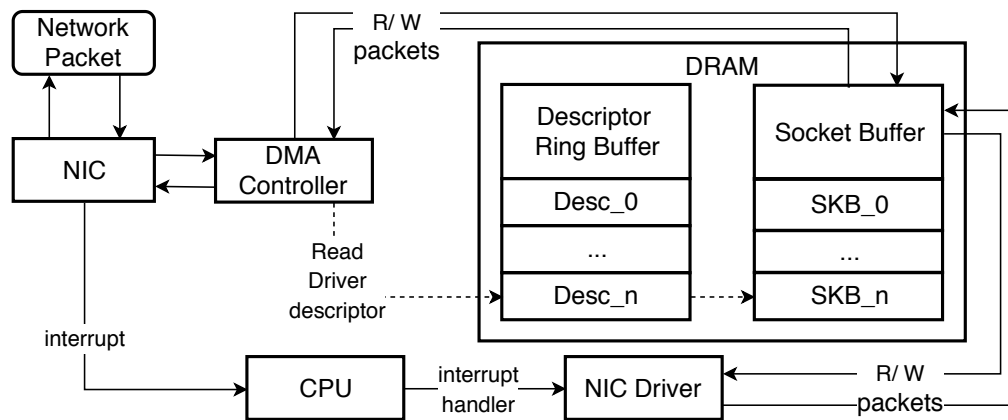 Network
Packet
R/ W
packets
DRAM
NIC
DMA
Controller
Descriptor
Ring Buffer
Socket Buffer
Desc_0
SKB_0
Read
Driver
descriptor
...
...
Desc_n
SKB_n
interrupt
CPU
interrupt
handler
NIC Driver
R/ W
packets